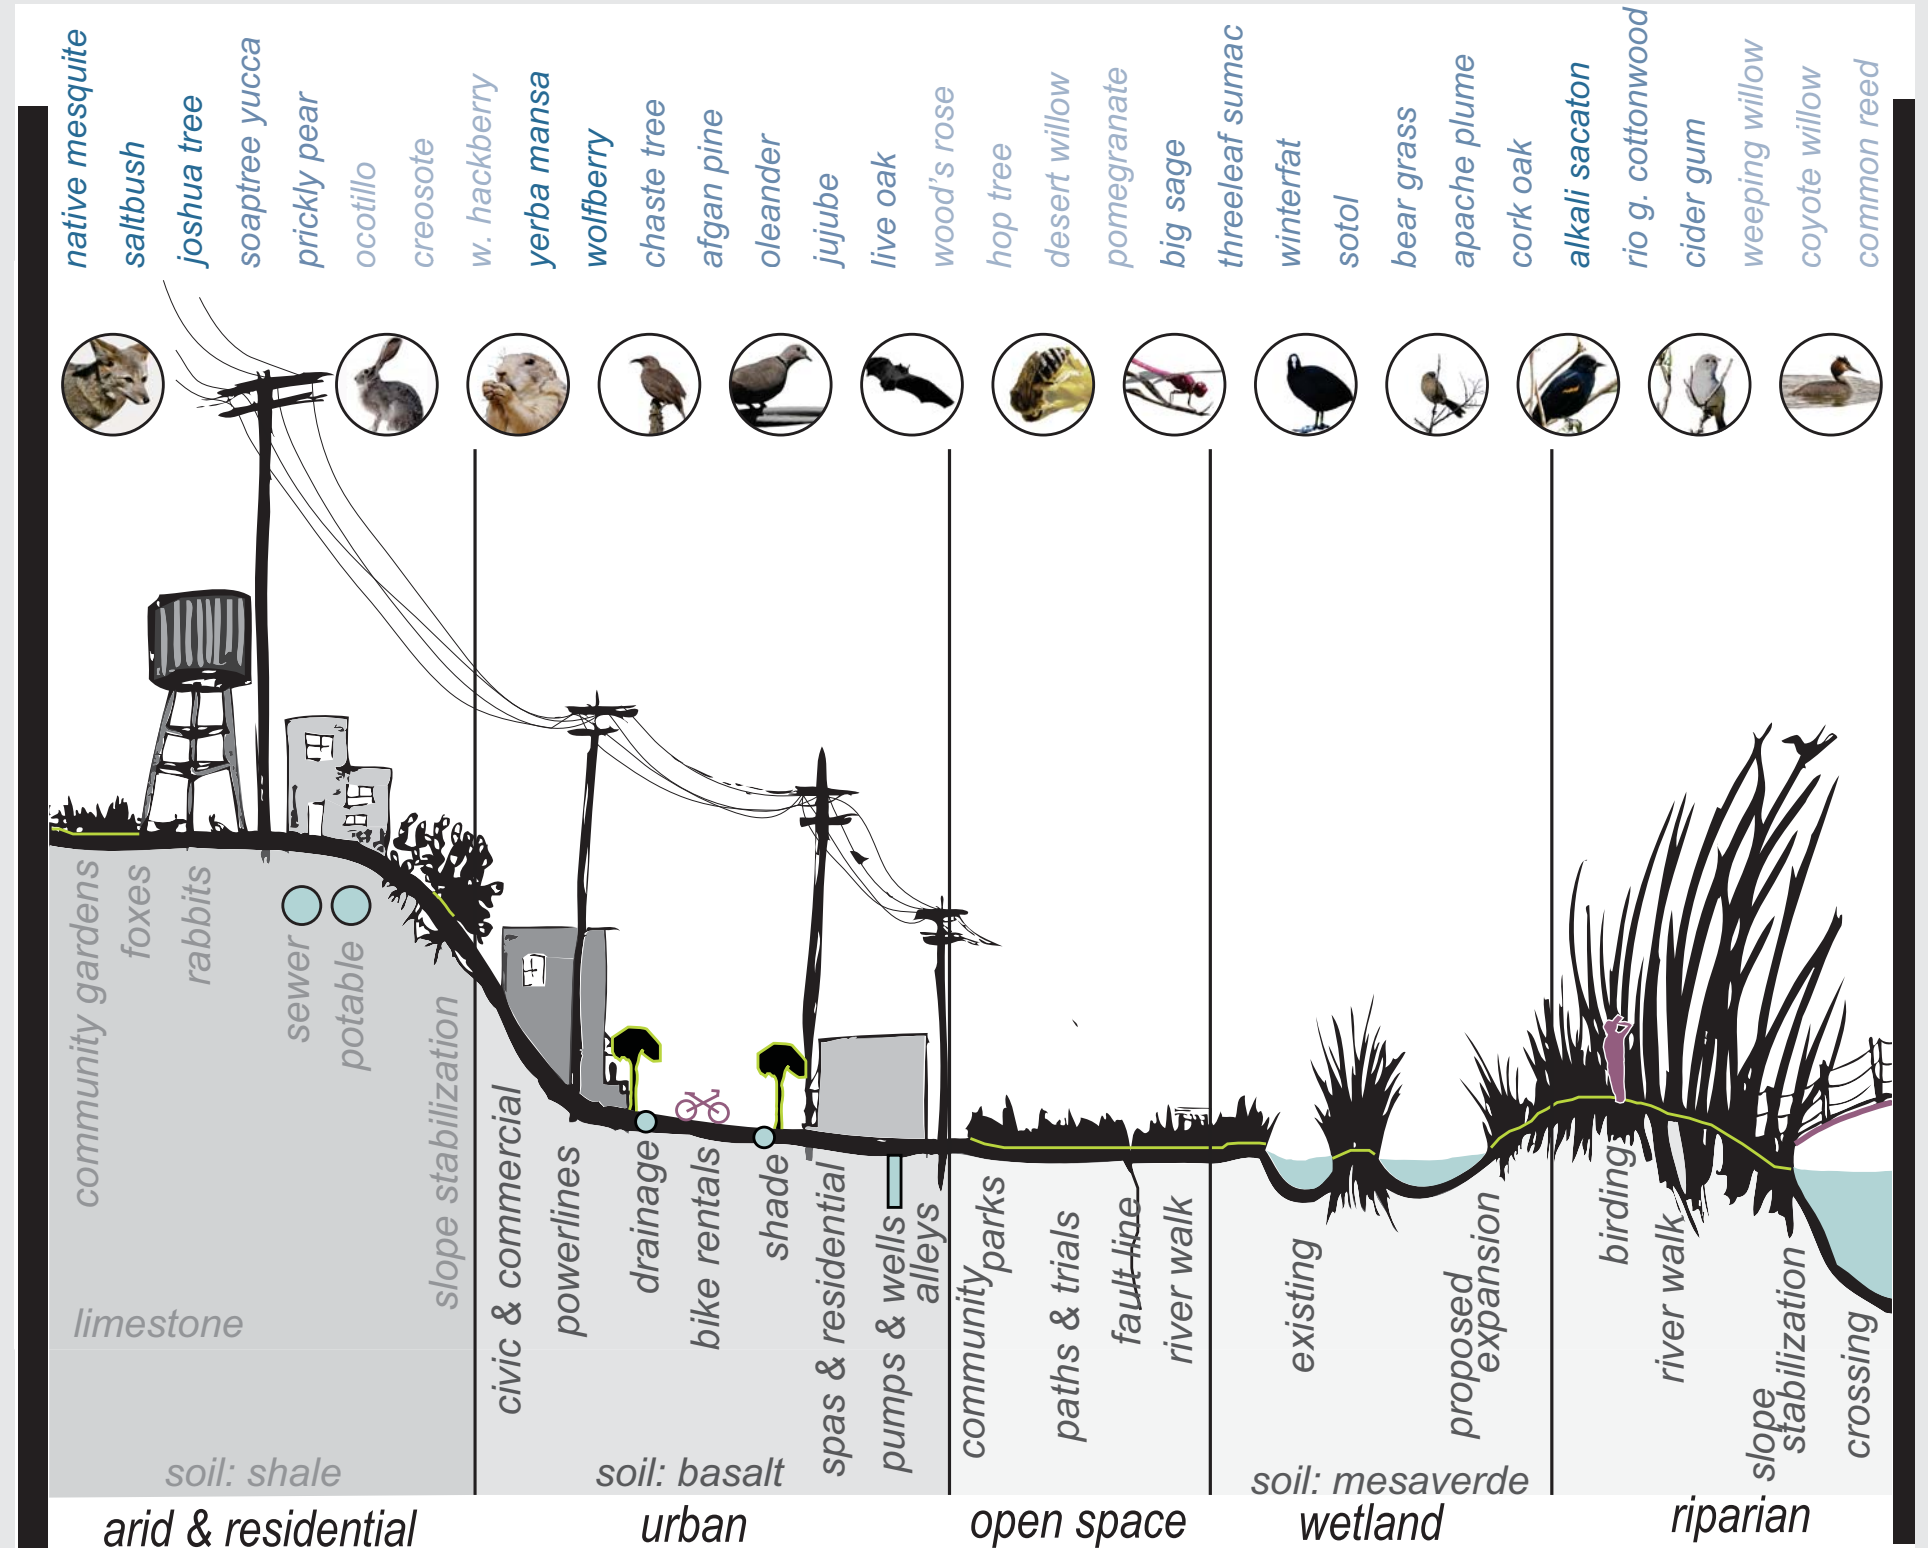 native mesquite
saltbush
joshua tree
soaptree yucca
prickly pear
ocotillo
creosote
w. hackberry
yerba mansa
wolfberry
chaste tree
afgan pine
oleander
jujube
live oak
wood's rose
hop tree
desert willow
pomegranate
big sage
threeleaf sumac
winterfat
sotol
bear grass
apache plume
cork oak
alkali sacaton
rio g. cottonwood
cider gum
weeping willow
coyote willow
common reed
community gardens
foxes
rabbits
sewer
potable
slope stabilization
limestone
soil: shale
arid & residential
civic & commercial
powerlines
drainage
bike rentals
shade
spas & residential
pumps & wells
alleys
soil: basalt
urban
community
parks
paths & trials
fault line
river walk
open space
existing
proposed
expansion
soil: mesaverde
wetland
birding
river walk
slope
stabilization
crossing
riparian